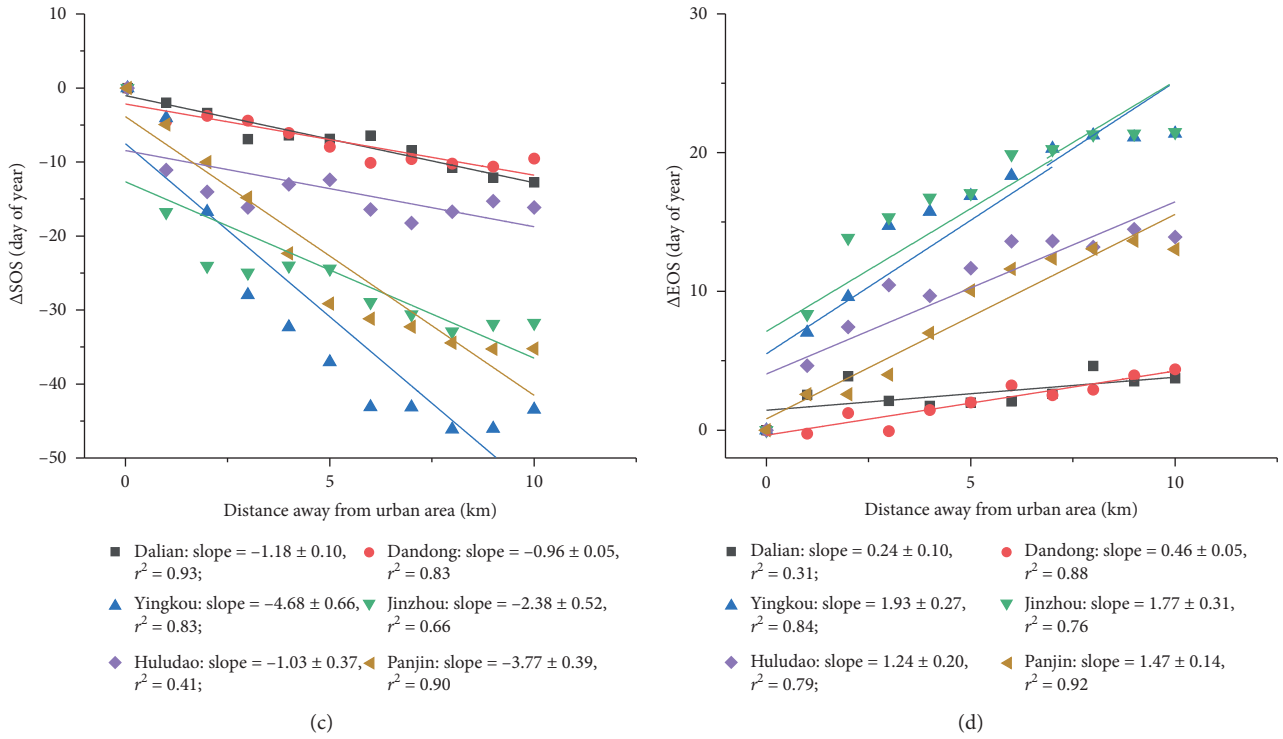 10
0
−10
−20
−30
−40
−50
ΔSOS (day of year)
0
5
10
Distance away from urban area (km)
Dalian: slope = −1.18 ± 0.10,
r² = 0.93;
Dandong: slope = −0.96 ± 0.05,
r² = 0.83
Yingkou: slope = −4.68 ± 0.66,
r² = 0.83;
Jinzhou: slope = −2.38 ± 0.52,
r² = 0.66
Huludao: slope = −1.03 ± 0.37,
r² = 0.41;
Panjin: slope = −3.77 ± 0.39,
r² = 0.90
(c)
30
20
10
0
ΔEOS (day of year)
0
5
10
Distance away from urban area (km)
Dalian: slope = 0.24 ± 0.10,
r² = 0.31;
Dandong: slope = 0.46 ± 0.05,
r² = 0.88
Yingkou: slope = 1.93 ± 0.27,
r² = 0.84;
Jinzhou: slope = 1.77 ± 0.31,
r² = 0.76
Huludao: slope = 1.24 ± 0.20,
r² = 0.79;
Panjin: slope = 1.47 ± 0.14,
r² = 0.92
(d)